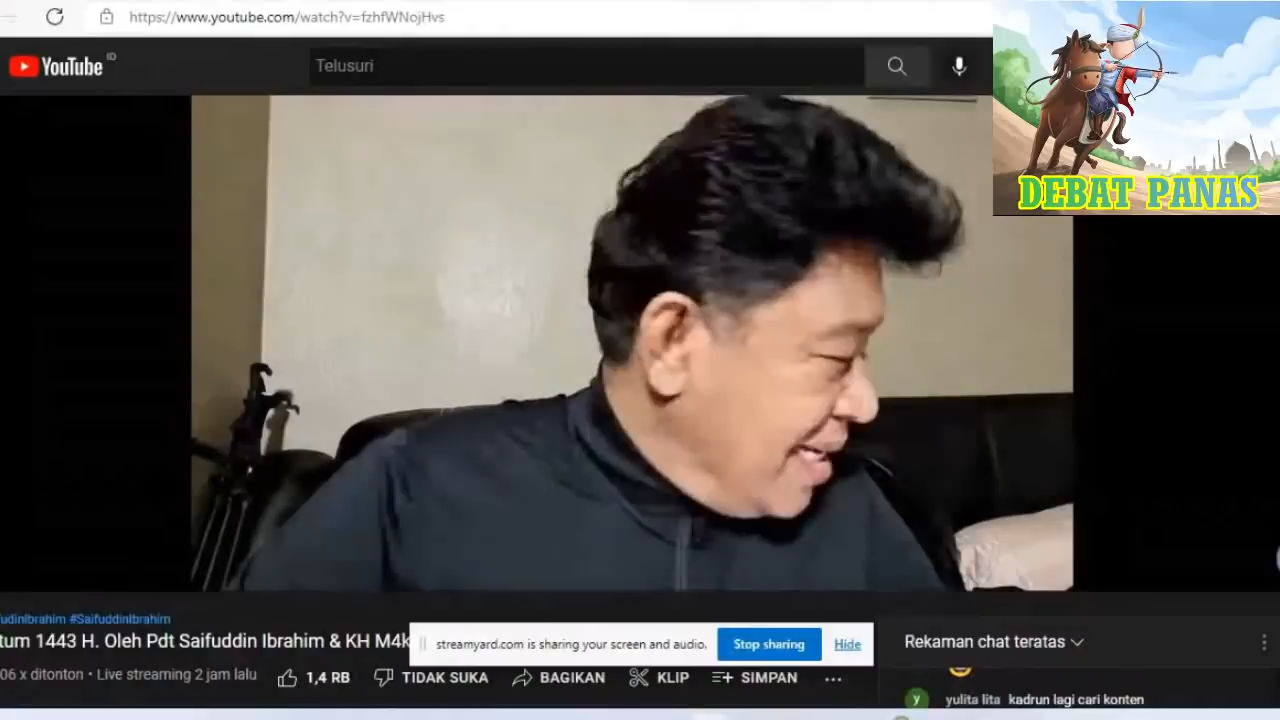 https://www.youtube.com/watch?v=fzhfWNojHvs
YouTube ID
Telusuri
DEBAT PANAS
udinIbrahim #SaifuddinIbrahim
tum 1443 H. Oleh Pdt Saifuddin Ibrahim & KH M4k
06 x ditonton • Live streaming 2 jam lalu
1,4 RB
TIDAK SUKA
BAGIKAN
KLIP
SIMPAN
streamyard.com is sharing your screen and audio.
Stop sharing
Hide
Rekaman chat teratas
y
yulita lita kadrun lagi cari konten